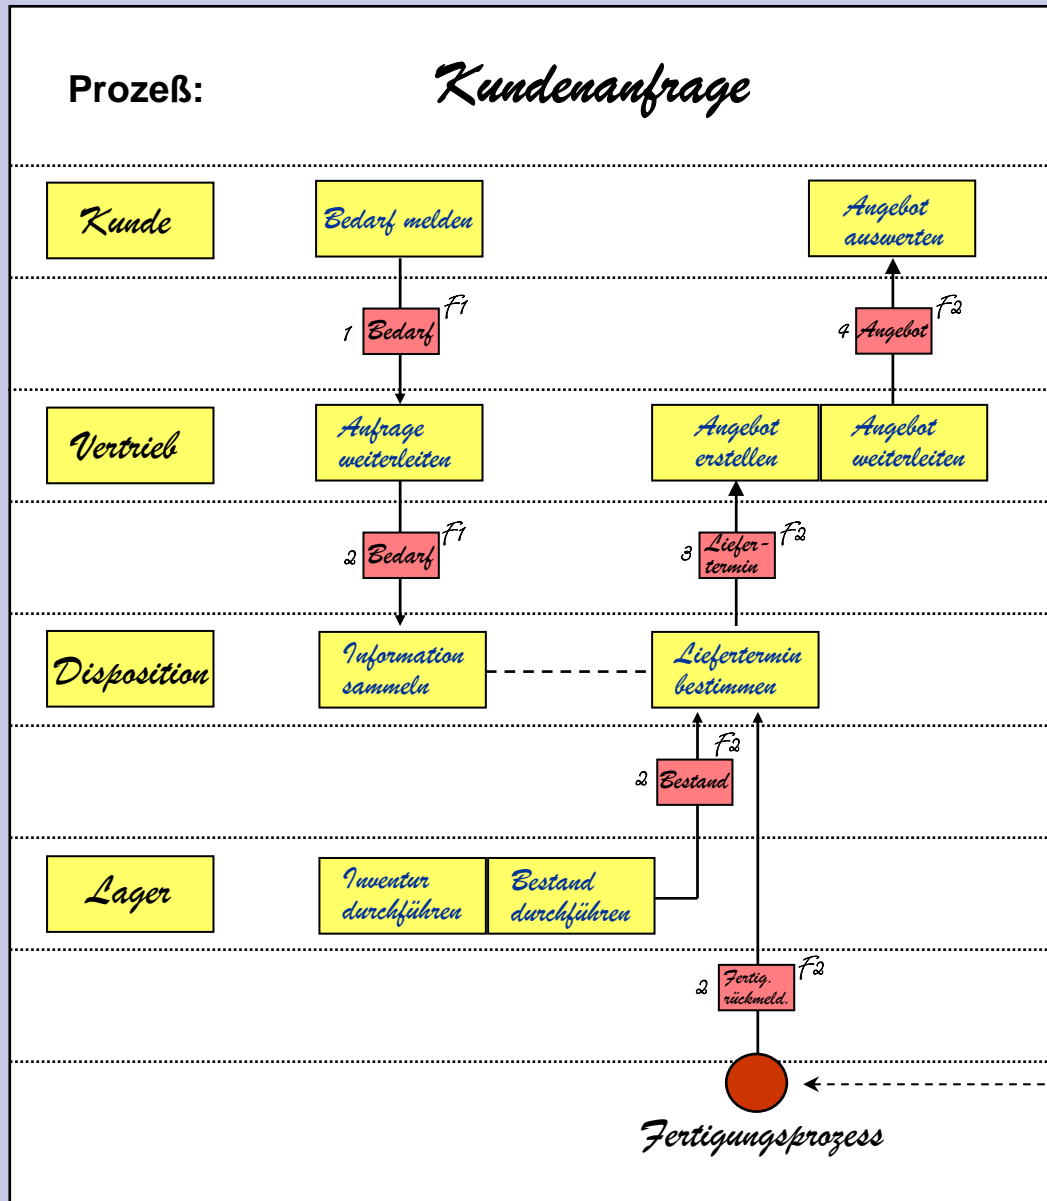 Prozeß: Kundenanfrage
Kunde
Bedarf melden
Angebot
auswerten
1 Bedarf F1
4 Angebot F2
Vertrieb
Anfrage
weiterleiten
Angebot
erstellen
Angebot
weiterleiten
2 Bedarf F1
3 Liefer-
termin F2
Disposition
Information
sammeln
Liefertermin
bestimmen
2 Bestand F2
Lager
Inventur
durchführen
Bestand
durchführen
2 Fertig.
rückmeld. F2
Fertigungsprozess